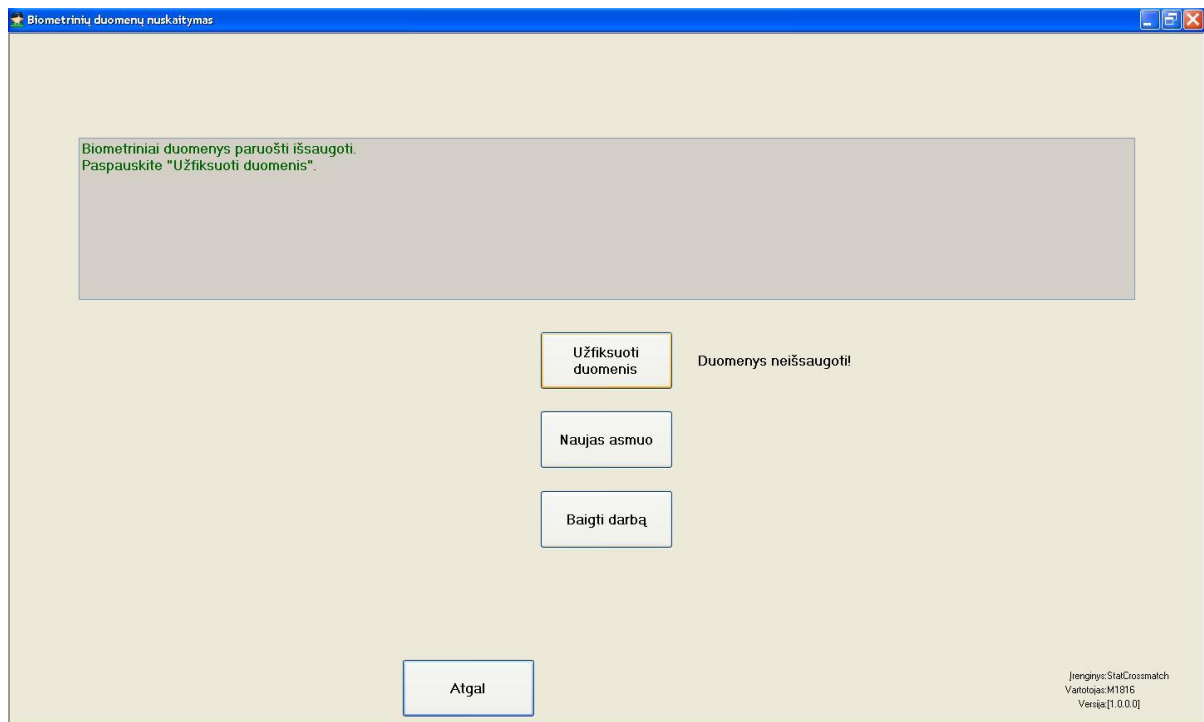 Biometrinių duomenų nuskaitymas
Biometriniai duomenys paruošti išsaugoti.
Paspauskite "Užfiksuoti duomenis".
Užfiksuoti
duomenis
Duomenys neišsaugoti!
Naujas asmuo
Baigti darbą
Atgal
Įrenginys:StatCrossmatch
Vartotojas:M1816
Versija:[1.0.0.0]